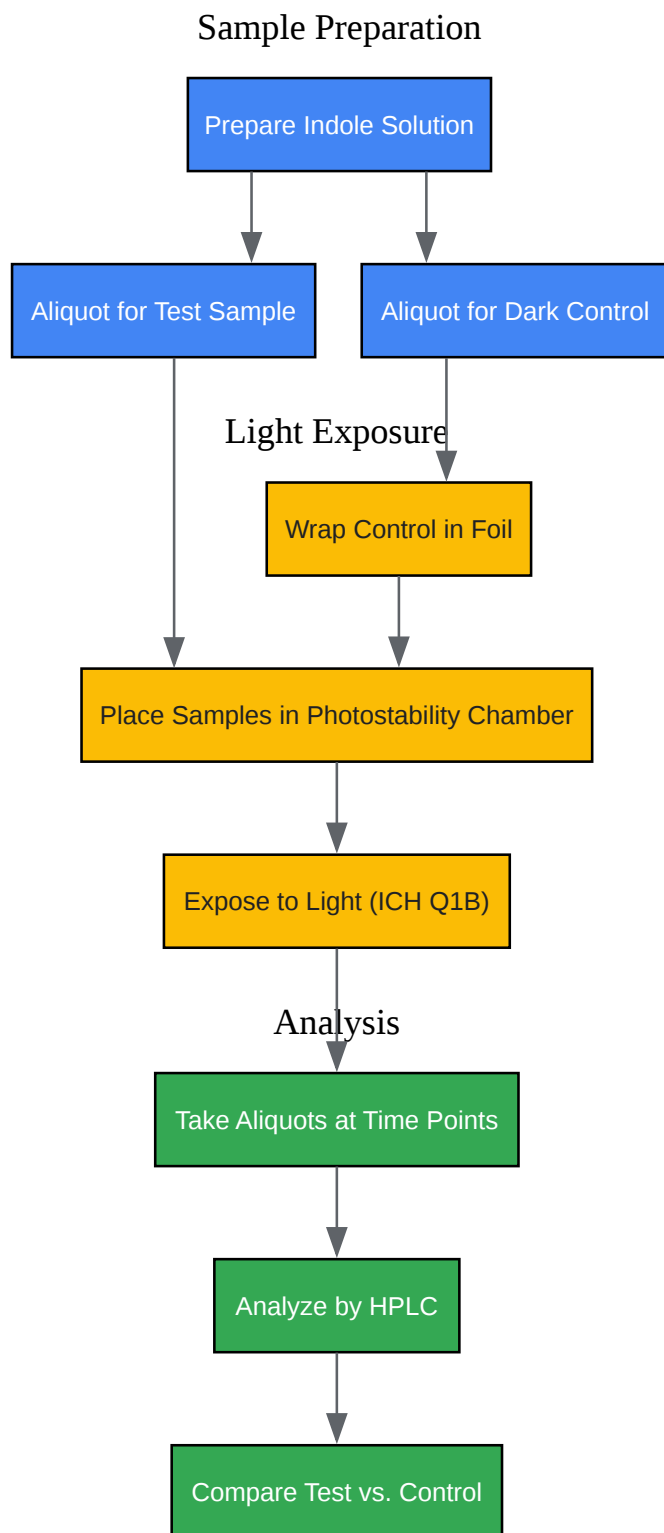 Sample Preparation
Prepare Indole Solution
Aliquot for Test Sample
Aliquot for Dark Control
Light Exposure
Wrap Control in Foil
Place Samples in Photostability Chamber
Expose to Light (ICH Q1B)
Analysis
Take Aliquots at Time Points
Analyze by HPLC
Compare Test vs. Control